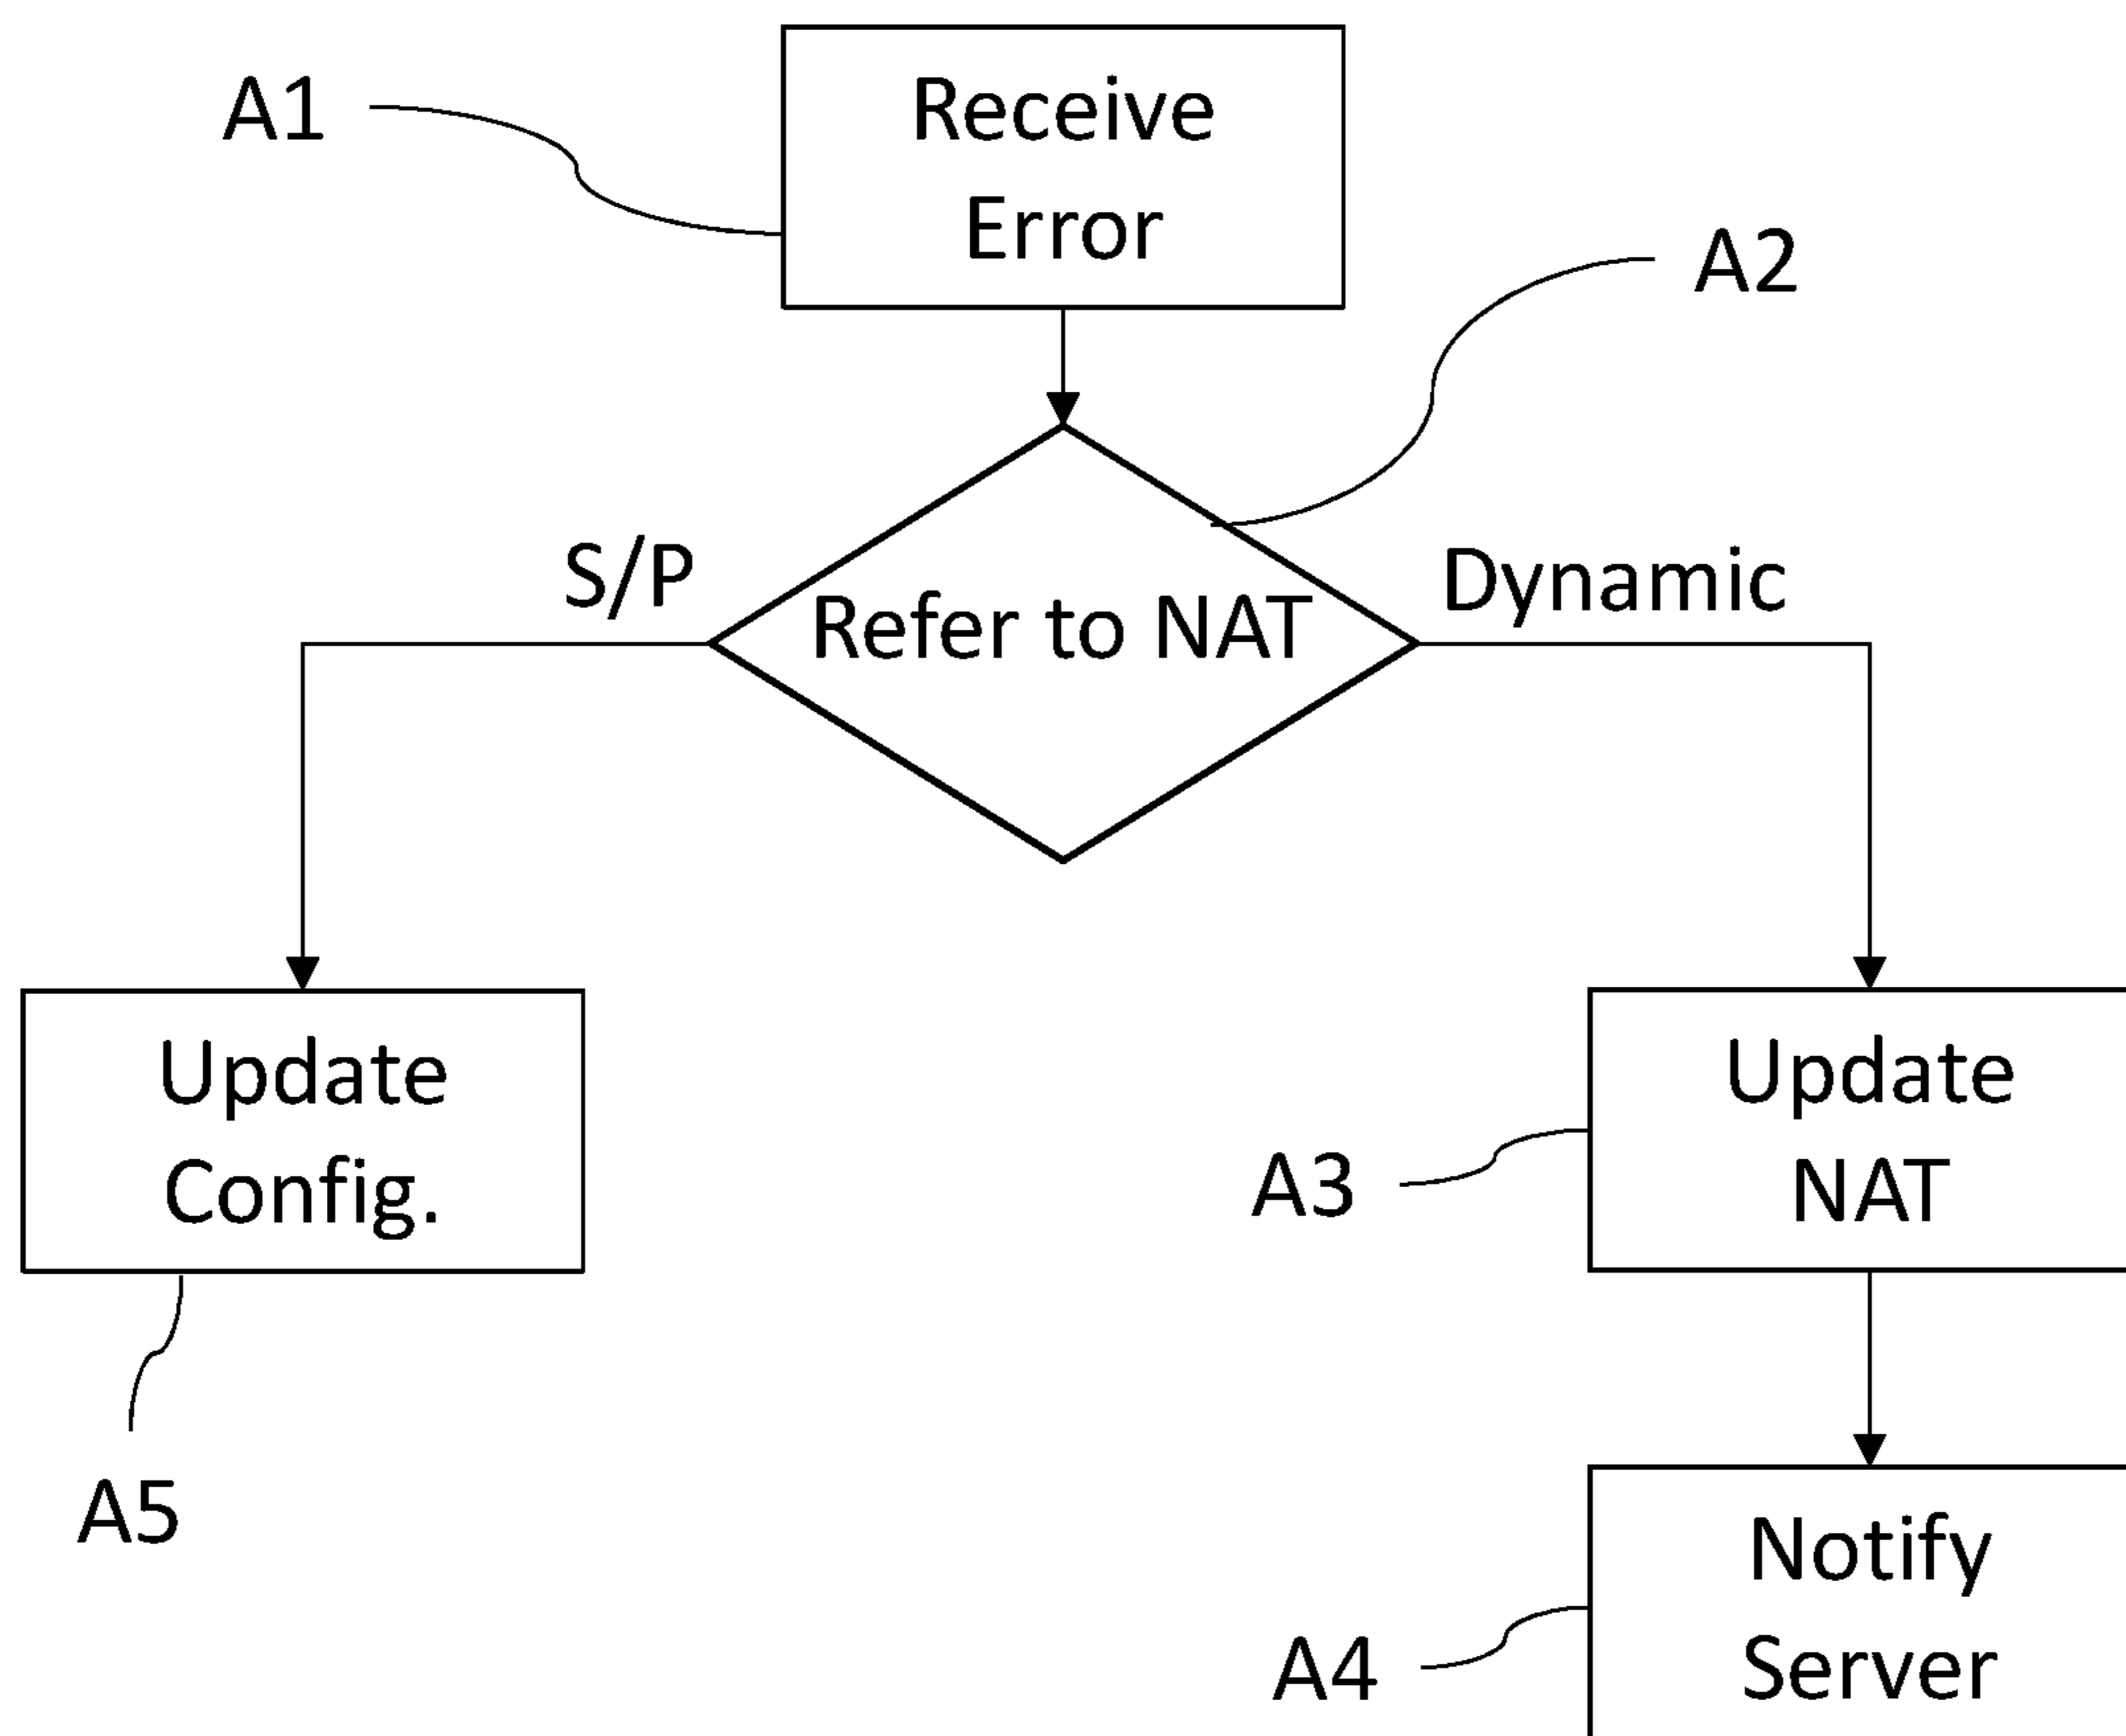 Receive
Error
A1
A2
S/P
Refer to NAT
Dynamic
Update
Config.
A5
Update
NAT
A3
Notify
Server
A4